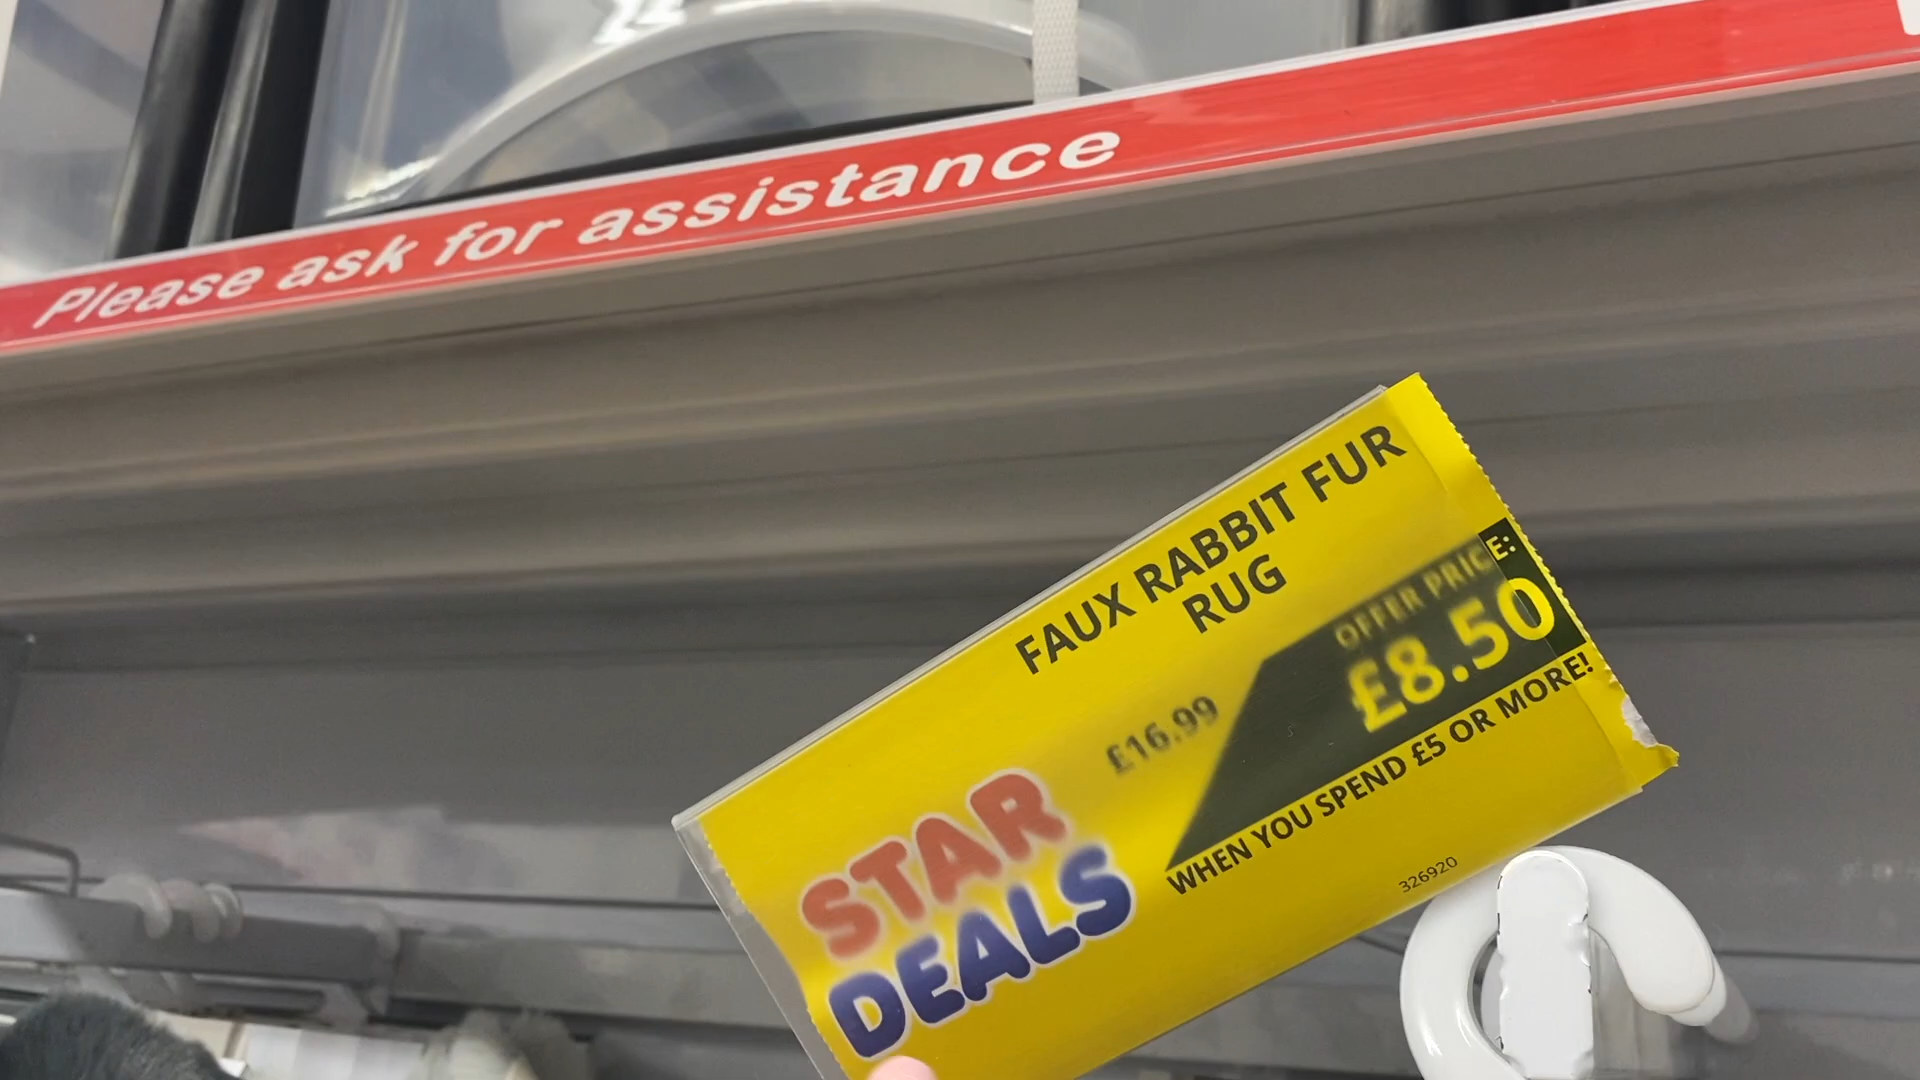 Please ask for assistance
FAUX RABBIT FUR
RUG
OFFER PRICE:
£16.99
£8.50
WHEN YOU SPEND £5 OR MORE!
STAR
DEALS
326920